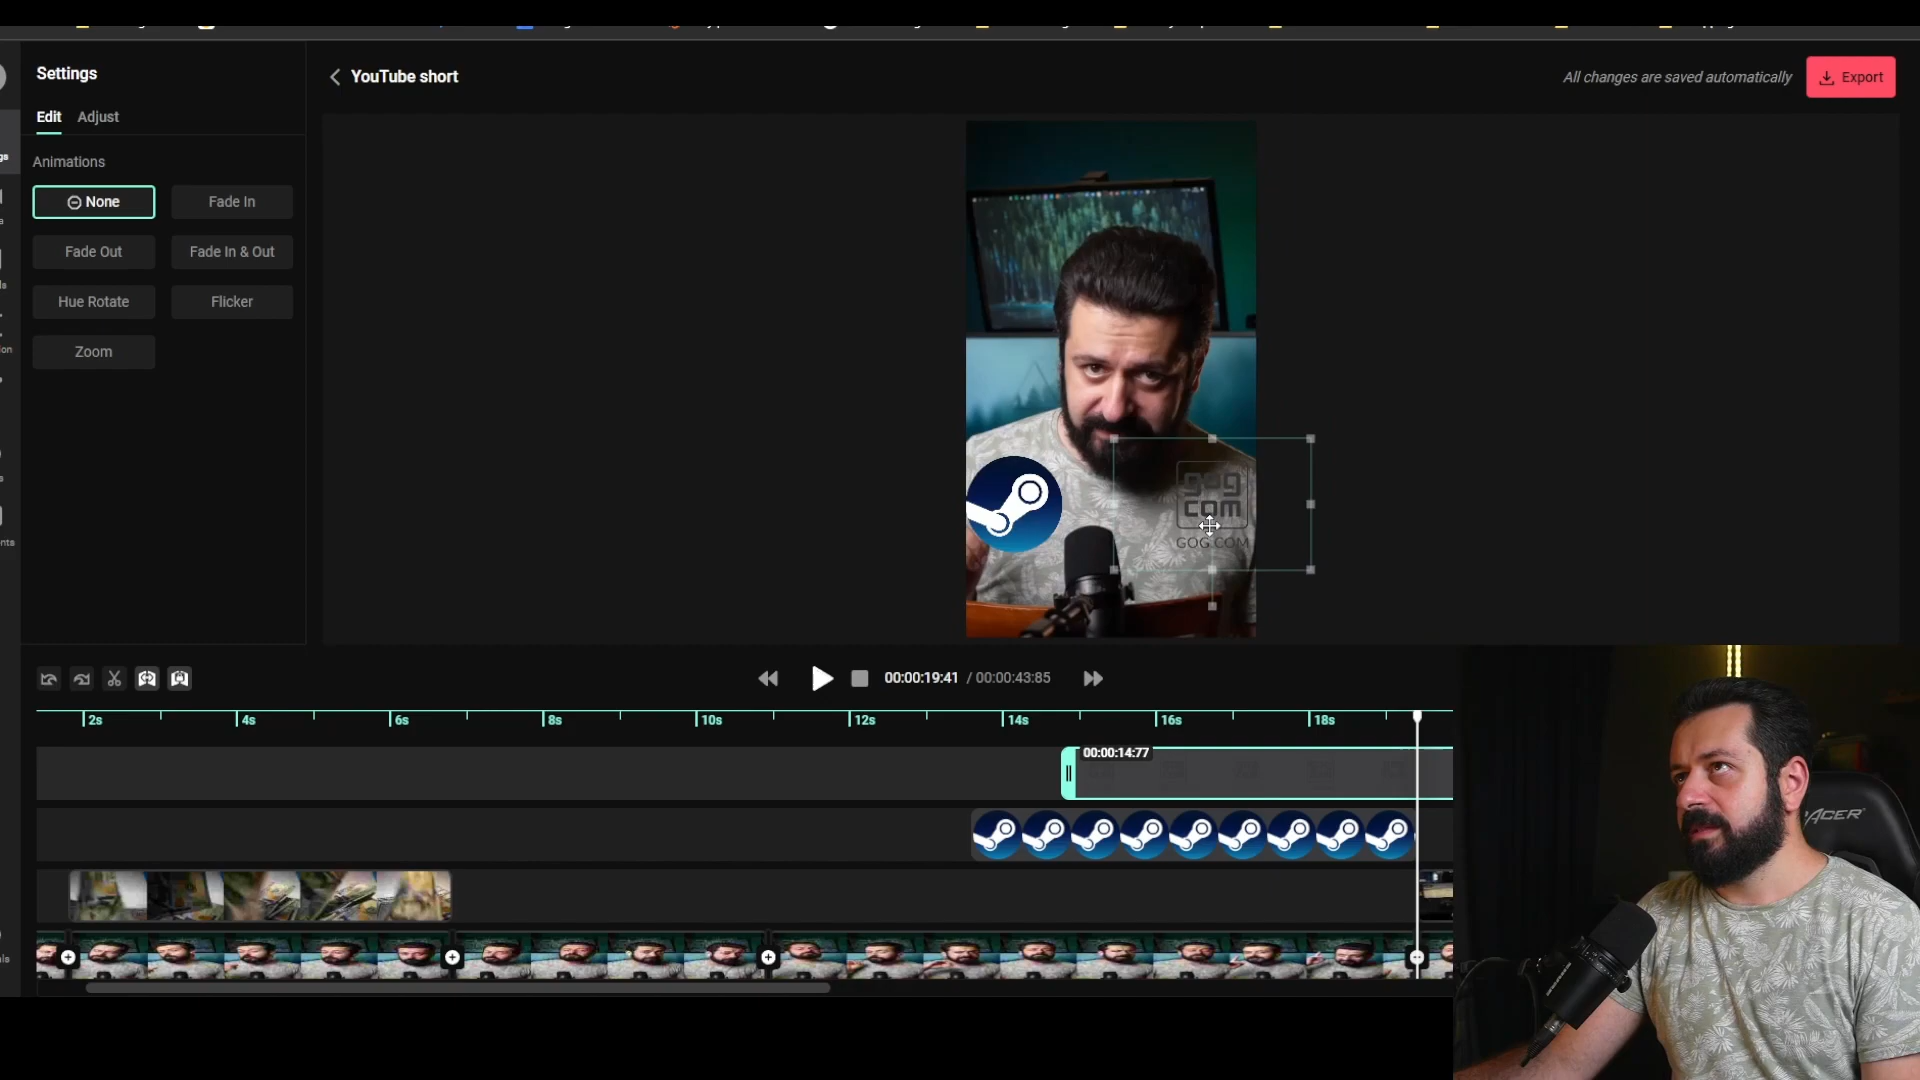 Settings
YouTube short
All changes are saved automatically
Export
Edit
Adjust
Animations
None
Fade In
Fade Out
Fade In & Out
Hue Rotate
Flicker
Zoom
gog
com
GOG.COM
00:00:19:41 / 00:00:43:85
2s
4s
6s
8s
10s
12s
14s
16s
18s
00:00:14:77